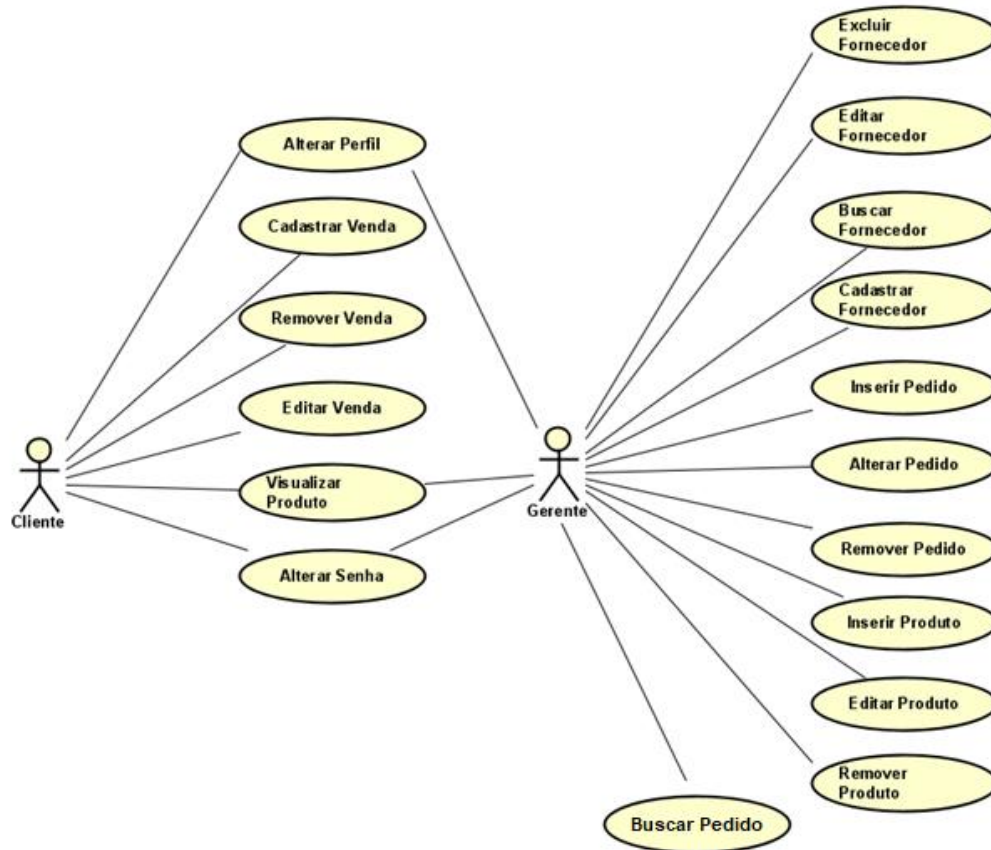 Excluir
Fornecedor
Editar
Fornecedor
Alterar Perfil
Buscar
Fornecedor
Cadastrar Venda
Cadastrar
Fornecedor
Remover Venda
Inserir Pedido
Editar Venda
Alterar Pedido
Visualizar
Produto
Cliente
Gerente
Remover Pedido
Alterar Senha
Inserir Produto
Editar Produto
Remover
Produto
Buscar Pedido